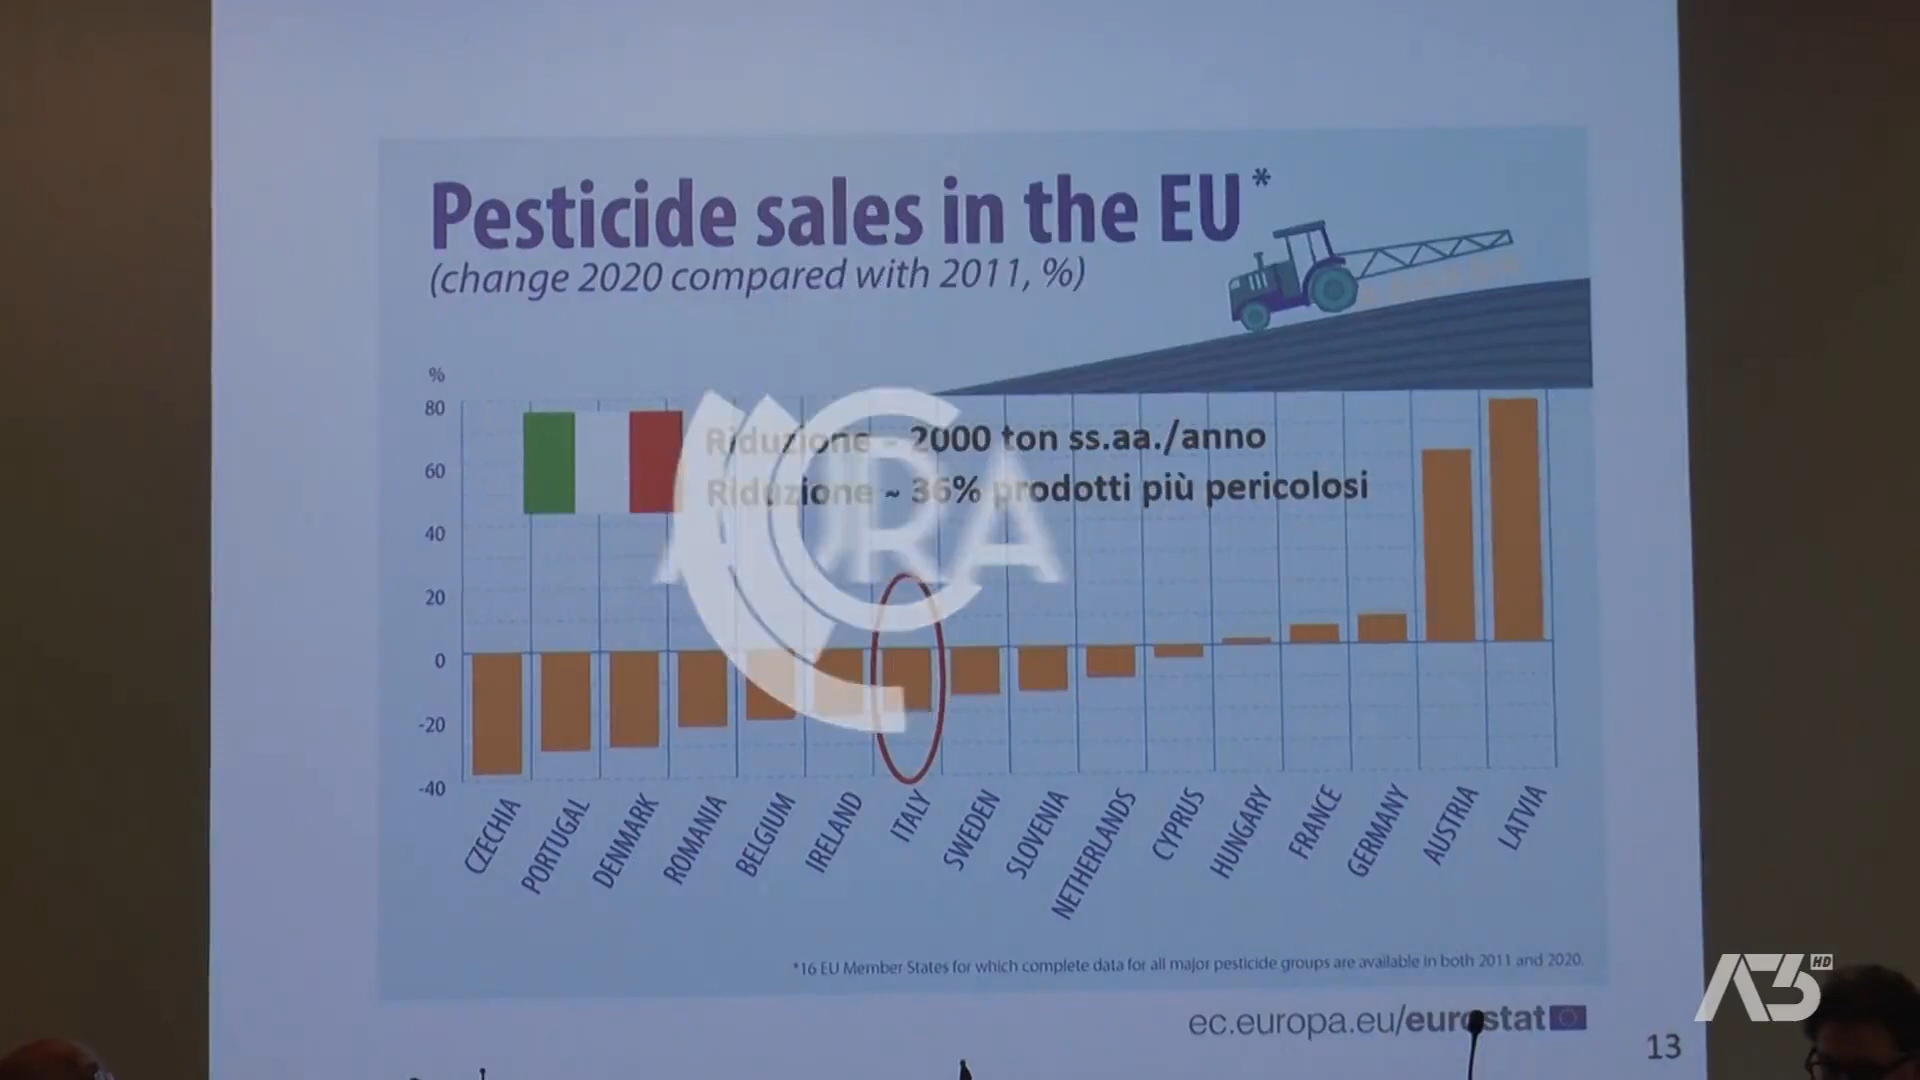 Pesticide sales in the EU*
(change 2020 compared with 2011, %)
%
80
60
40
20
0
-20
-40
Riduzione ~ 2000 ton ss.aa./anno
Riduzione ~ 36% prodotti più pericolosi
CZECHIA
PORTUGAL
DENMARK
ROMANIA
BELGIUM
IRELAND
ITALY
SWEDEN
SLOVENIA
NETHERLANDS
CYPRUS
HUNGARY
FRANCE
GERMANY
AUSTRIA
LATVIA
*16 EU Member States for which complete data for all major pesticide groups are available in both 2011 and 2020.
ec.europa.eu/eurostat
13
A3 HD